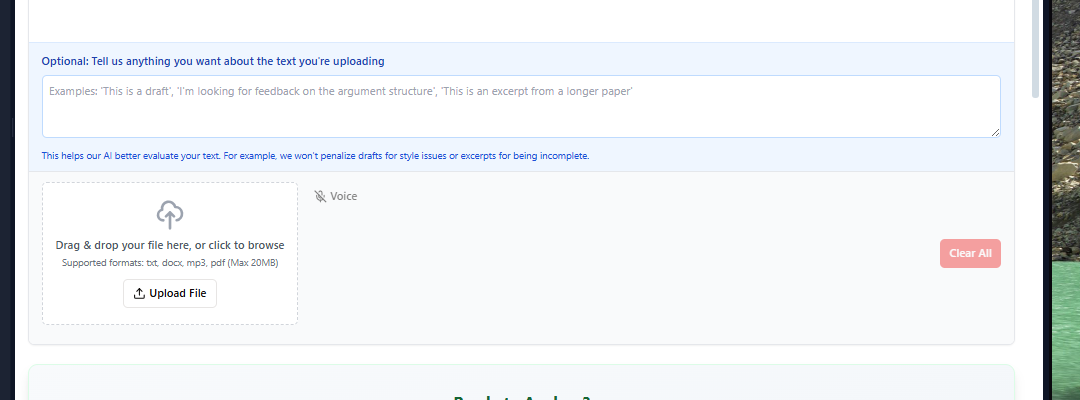 Optional: Tell us anything you want about the text you're uploading
Examples: 'This is a draft', 'I'm looking for feedback on the argument structure', 'This is an excerpt from a longer paper'
This helps our AI better evaluate your text. For example, we won't penalize drafts for style issues or excerpts for being incomplete.
Voice
Drag & drop your file here, or click to browse
Supported formats: txt, docx, mp3, pdf (Max 20MB)
Clear All
Upload File